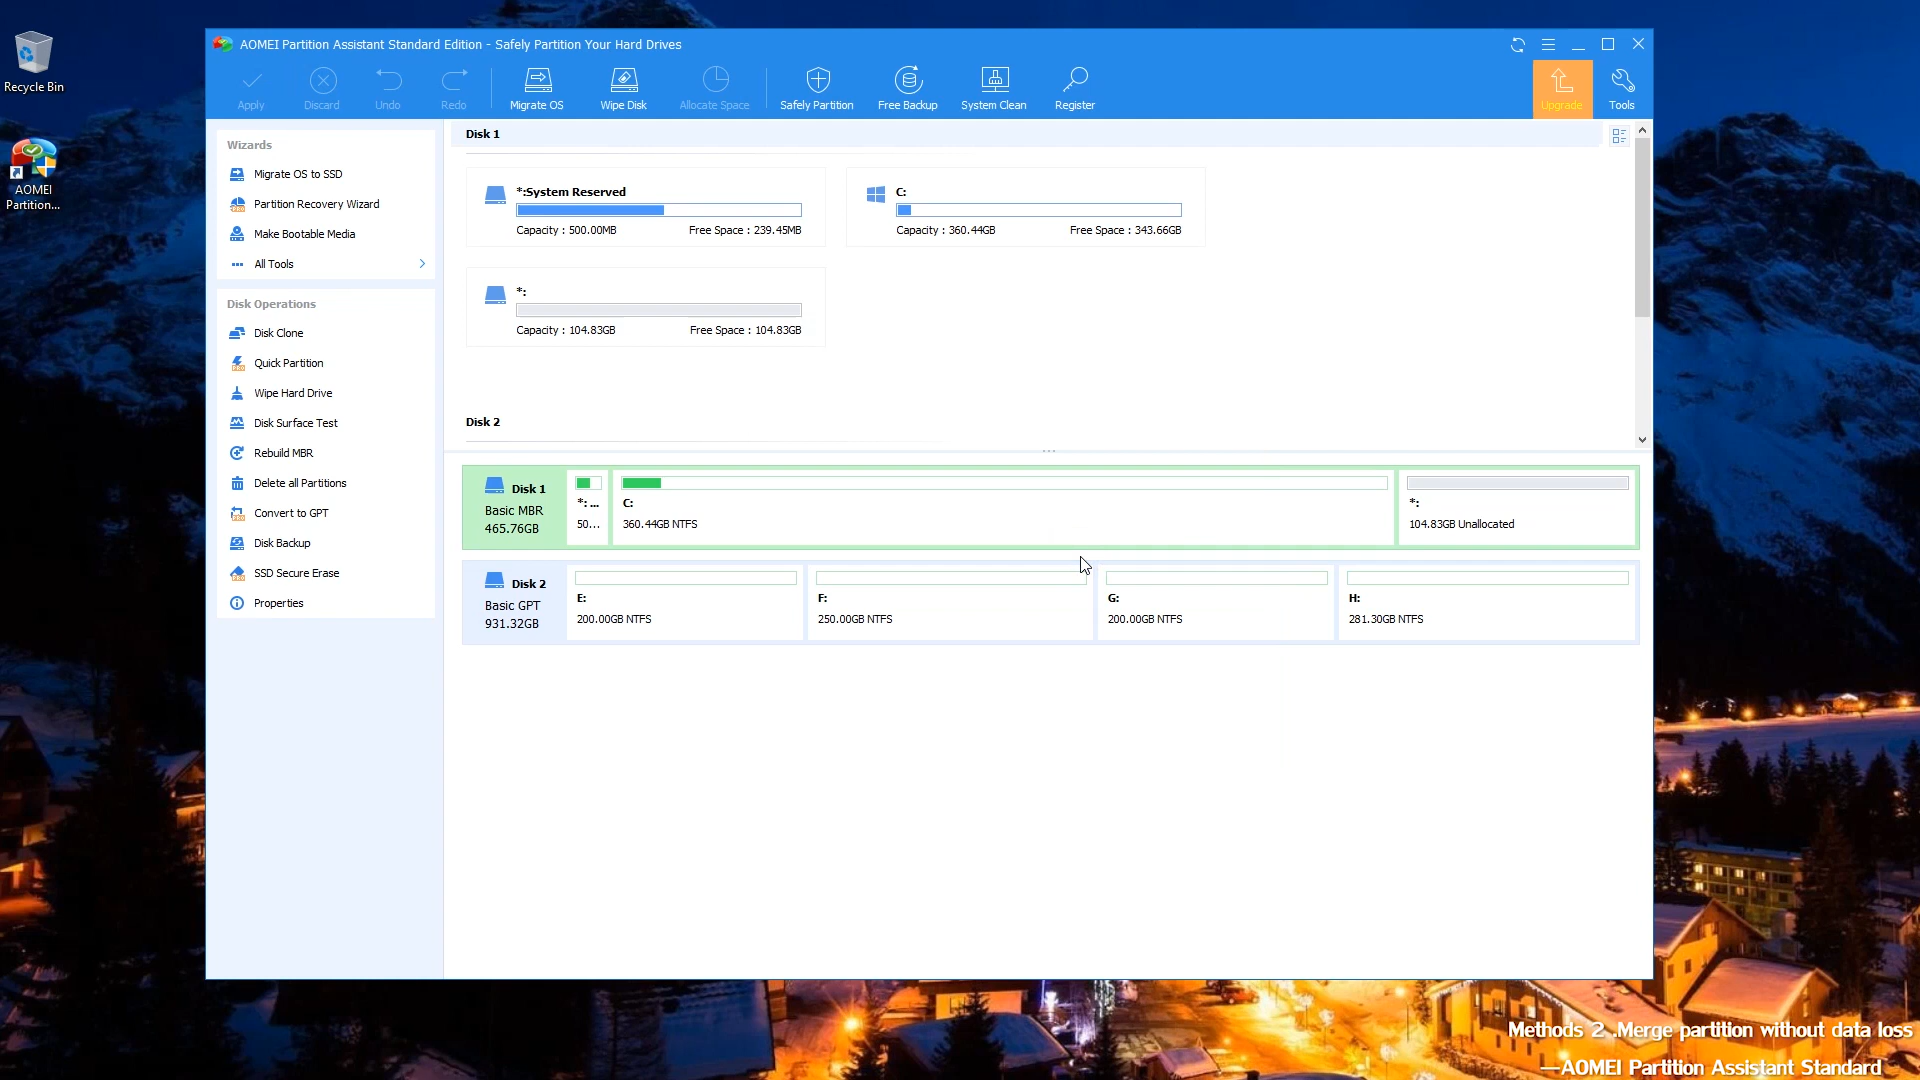 Recycle Bin
AOMEI
Partition...
AOMEI Partition Assistant Standard Edition - Safely Partition Your Hard Drives
Apply
Discard
Undo
Redo
Migrate OS
Wipe Disk
Allocate Space
Safely Partition
Free Backup
System Clean
Register
Upgrade
Tools
Wizards
Migrate OS to SSD
PRO
Partition Recovery Wizard
Make Bootable Media
All Tools
Disk Operations
Disk Clone
PRO
Quick Partition
Wipe Hard Drive
Disk Surface Test
Rebuild MBR
Delete all Partitions
PRO
Convert to GPT
Disk Backup
PRO
SSD Secure Erase
Properties
Disk 1
*:System Reserved
Capacity : 500.00MB
Free Space : 239.45MB
C:
Capacity : 360.44GB
Free Space : 343.66GB
*:
Capacity : 104.83GB
Free Space : 104.83GB
Disk 2
Disk 1
Basic MBR
465.76GB
*: ...
50...
C:
360.44GB NTFS
*:
104.83GB Unallocated
Disk 2
Basic GPT
931.32GB
E:
200.00GB NTFS
F:
250.00GB NTFS
G:
200.00GB NTFS
H:
281.30GB NTFS
Methods 2 .Merge partition without data loss
—AOMEI Partition Assistant Standard